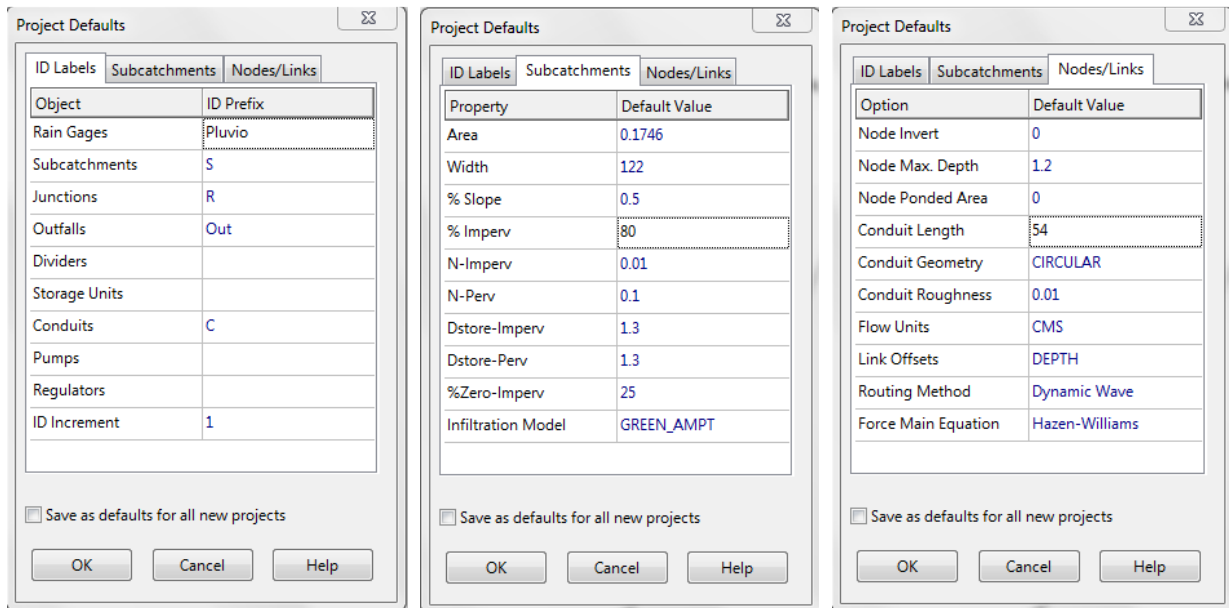 Project Defaults
ID Labels Subcatchments Nodes/Links
Object ID Prefix
Rain Gages Pluvio
Subcatchments S
Junctions R
Outfalls Out
Dividers
Storage Units
Conduits C
Pumps
Regulators
ID Increment 1
Save as defaults for all new projects
OK Cancel Help
Project Defaults
ID Labels Subcatchments Nodes/Links
Property Default Value
Area 0.1746
Width 122
% Slope 0.5
% Imperv 80
N-Imperv 0.01
N-Perv 0.1
Dstore-Imperv 1.3
Dstore-Perv 1.3
%Zero-Imperv 25
Infiltration Model GREEN_AMPT
Save as defaults for all new projects
OK Cancel Help
Project Defaults
ID Labels Subcatchments Nodes/Links
Option Default Value
Node Invert 0
Node Max. Depth 1.2
Node Ponded Area 0
Conduit Length 54
Conduit Geometry CIRCULAR
Conduit Roughness 0.01
Flow Units CMS
Link Offsets DEPTH
Routing Method Dynamic Wave
Force Main Equation Hazen-Williams
Save as defaults for all new projects
OK Cancel Help